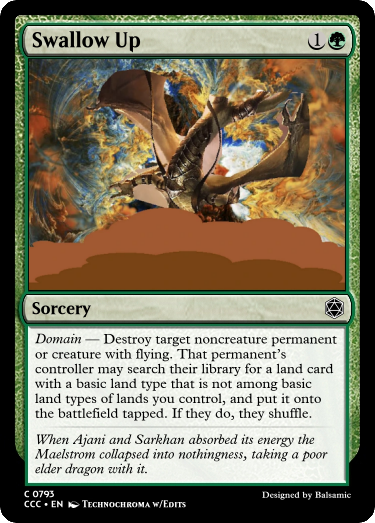 Swallow Up 1
Sorcery
Domain — Destroy target noncreature permanent
or creature with flying. That permanent's
controller may search their library for a land card
with a basic land type that is not among basic
land types of lands you control, and put it onto
the battlefield tapped. If they do, they shuffle.
When Ajani and Sarkhan absorbed its energy the
Maelstrom collapsed into nothingness, taking a poor
elder dragon with it.
C 0793
CCC • EN Technochroma w/Edits
Designed by Balsamic